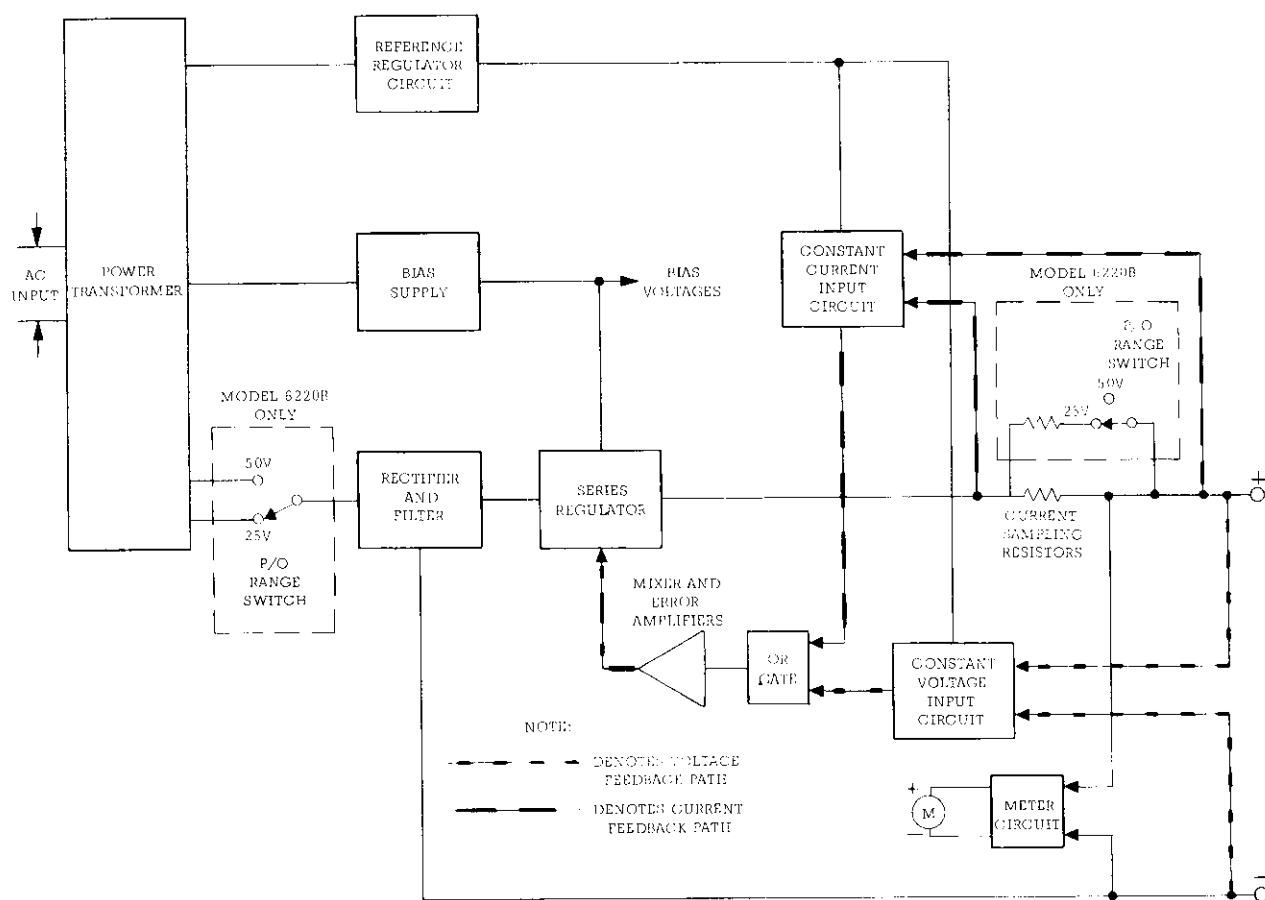 REFERENCE
REGULATOR
CIRCUIT
AC
INPUT
POWER
TRANSFORMER
BIAS
SUPPLY
BIAS
VOLTAGES
CONSTANT
CURRENT
INPUT
CIRCUIT
MODEL 6220B
ONLY
P/O
RANGE
SWITCH
50V
25V
MODEL 6220B
ONLY
50V
25V
P/O
RANGE
SWITCH
RECTIFIER
AND
FILTER
SERIES
REGULATOR
CURRENT
SAMPLING
RESISTORS
+
MIXER AND
ERROR
AMPLIFIERS
OR
GATE
CONSTANT
VOLTAGE
INPUT
CIRCUIT
NOTE:
DENOTES VOLTAGE
FEEDBACK PATH
DENOTES CURRENT
FEEDBACK PATH
+
M
−
METER
CIRCUIT
−